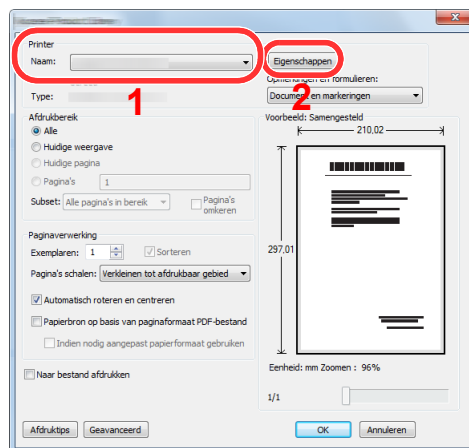 Printer
Naam:
Eigenschappen
Opmerkingen en formulieren:
Type:
1
2
Document en markeringen
Afdrukbereik
Alle
Huidige weergave
Huidige pagina
Pagina's
1
Subset:
Alle pagina's in bereik
Pagina's
omkeren
Voorbeeld: Samengesteld
210,02
297,01
Paginaverwerking
Exemplaren:
1
Sorteren
Pagina's schalen:
Verkleinen tot afdrukbaar gebied
Automatisch roteren en centreren
Papierbron op basis van paginaformaat PDF-bestand
Indien nodig aangepast papierformaat gebruiken
Naar bestand afdrukken
Eenheid: mm Zoomen : 96%
1/1
Afdruktips
Geavanceerd
OK
Annuleren